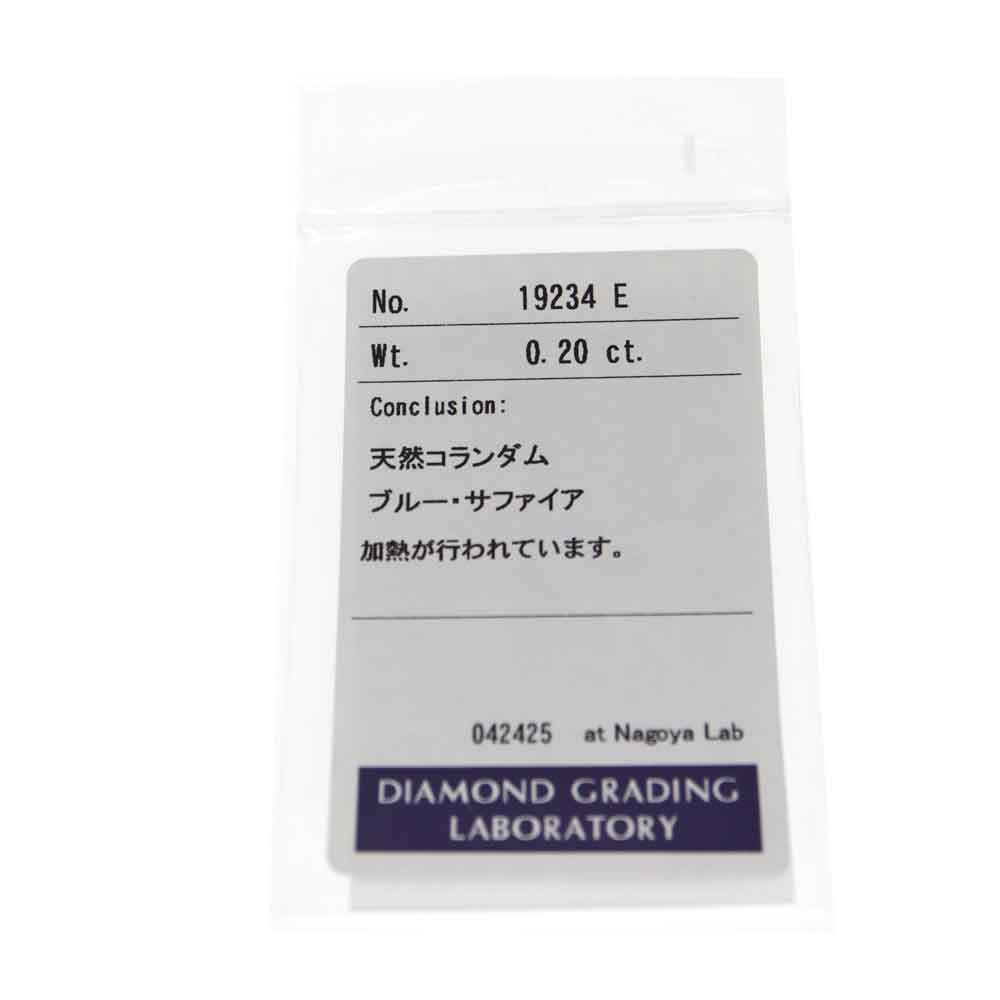 No. 19234 E
Wt. 0.20 ct.
Conclusion:
天然コランダム
ブルー・サファイア
加熱が行われています。
042425 at Nagoya Lab
DIAMOND GRADING
LABORATORY